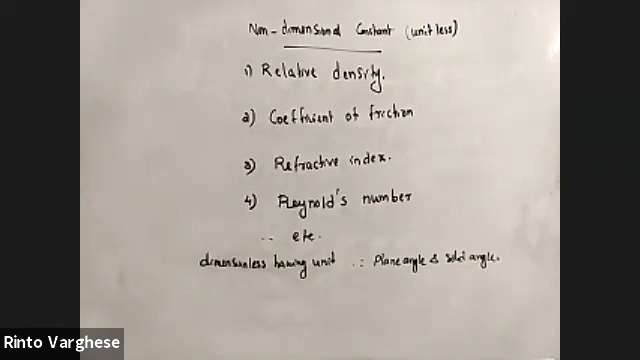 Non-dimensional Constant (unitless)
1) Relative density.
2) Coefficient of friction
3) Refractive index.
4) Reynold's number
.. etc.
dimensionless having unit .: Plane angle & solid angle.
Rinto Varghese